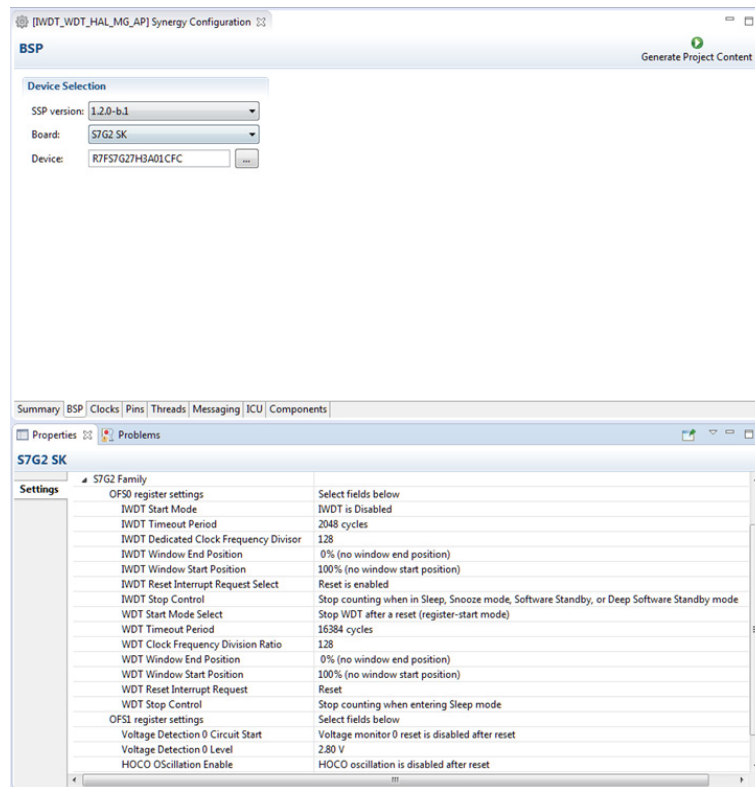 [IWDT_WDT_HAL_MG_AP] Synergy Configuration
BSP
Generate Project Content
Device Selection
SSP version: 1.2.0-b.1
Board: S7G2 SK
Device: R7FS7G27H3A01CFC ...
Summary BSP Clocks Pins Threads Messaging ICU Components
Properties Problems
S7G2 SK
Settings
S7G2 Family
OFS0 register settings Select fields below
IWDT Start Mode IWDT is Disabled
IWDT Timeout Period 2048 cycles
IWDT Dedicated Clock Frequency Divisor 128
IWDT Window End Position 0% (no window end position)
IWDT Window Start Position 100% (no window start position)
IWDT Reset Interrupt Request Select Reset is enabled
IWDT Stop Control Stop counting when in Sleep, Snooze mode, Software Standby, or Deep Software Standby mode
WDT Start Mode Select Stop WDT after a reset (register-start mode)
WDT Timeout Period 16384 cycles
WDT Clock Frequency Division Ratio 128
WDT Window End Position 0% (no window end position)
WDT Window Start Position 100% (no window start position)
WDT Reset Interrupt Request Reset
WDT Stop Control Stop counting when entering Sleep mode
OFS1 register settings Select fields below
Voltage Detection 0 Circuit Start Voltage monitor 0 reset is disabled after reset
Voltage Detection 0 Level 2.80 V
HOCO OScillation Enable HOCO oscillation is disabled after reset